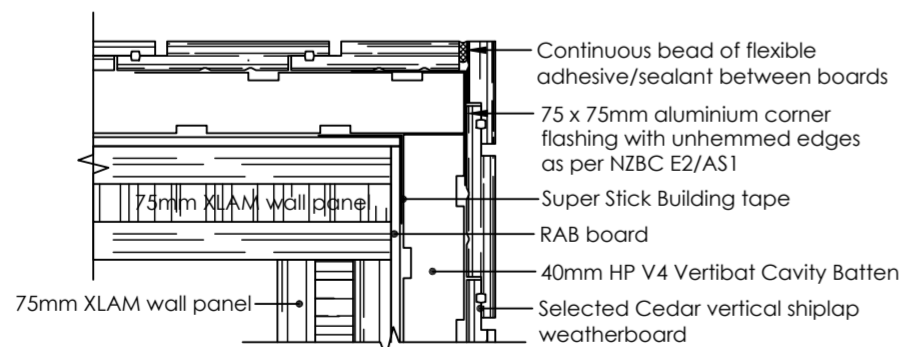 Continuous bead of flexible
adhesive/sealant between boards
75 x 75mm aluminium corner
flashing with unhemmed edges
as per NZBC E2/AS1
75mm XLAM wall panel
Super Stick Building tape
RAB board
40mm HP V4 Vertibat Cavity Batten
75mm XLAM wall panel
Selected Cedar vertical shiplap
weatherboard